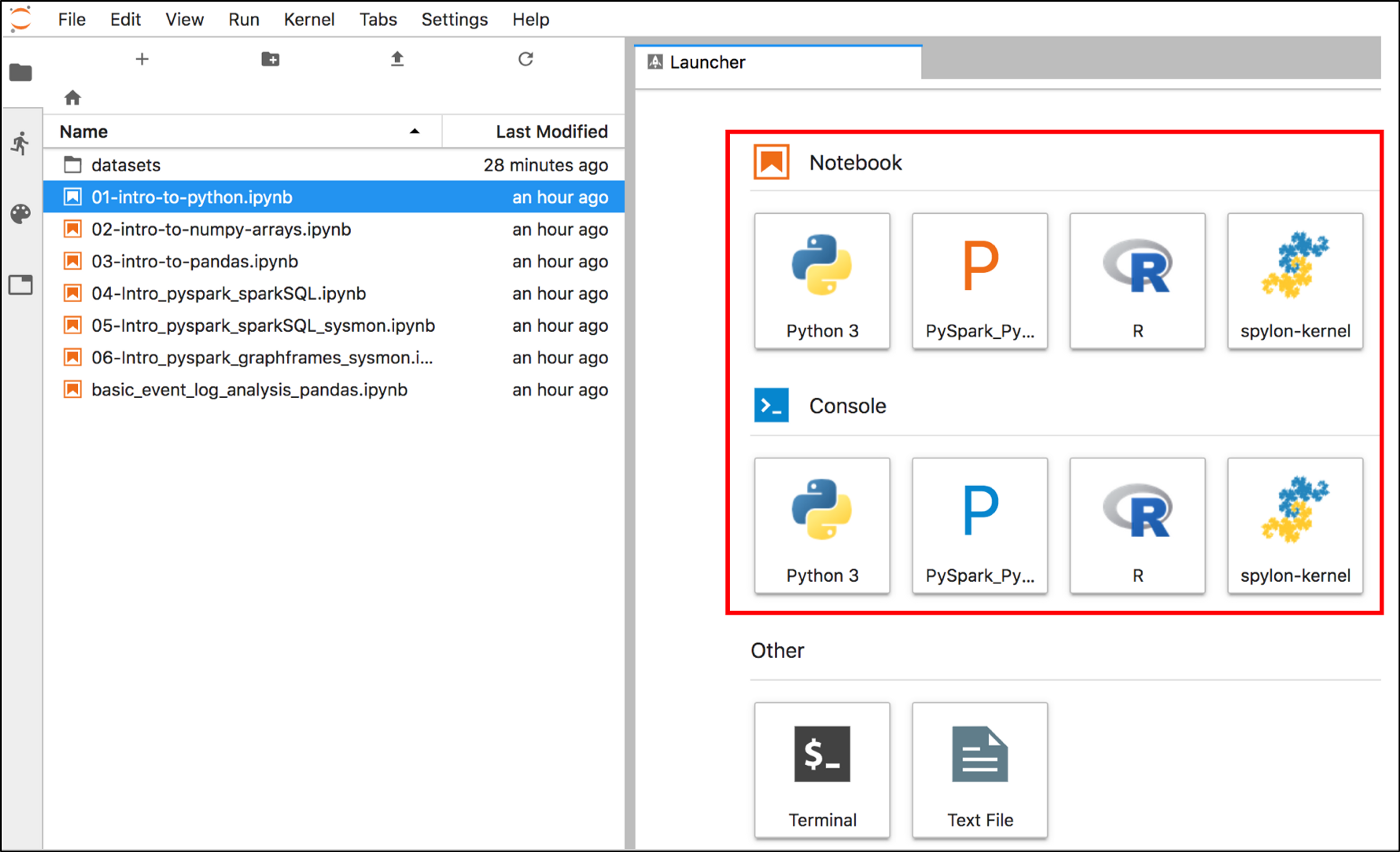 File Edit View Run Kernel Tabs Settings Help
Launcher
Name Last Modified
datasets 28 minutes ago
01-intro-to-python.ipynb an hour ago
02-intro-to-numpy-arrays.ipynb an hour ago
03-intro-to-pandas.ipynb an hour ago
04-Intro_pyspark_sparkSQL.ipynb an hour ago
05-Intro_pyspark_sparkSQL_sysmon.ipynb an hour ago
06-Intro_pyspark_graphframes_sysmon.i... an hour ago
basic_event_log_analysis_pandas.ipynb an hour ago
Notebook
P R
Python 3 PySpark_Py... R spylon-kernel
>_ Console
P R
Python 3 PySpark_Py... R spylon-kernel
Other
$_
Terminal Text File